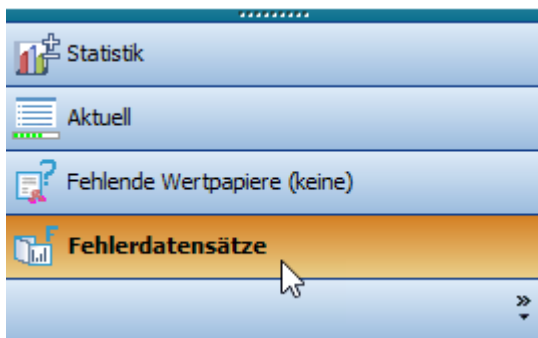 Statistik
Aktuell
Fehlende Wertpapiere (keine)
Fehlerdatensätze